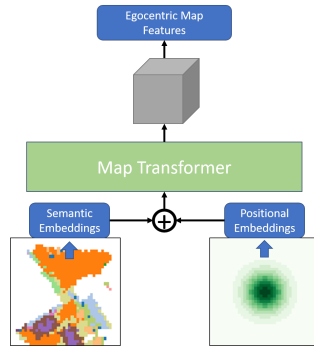 Egocentric Map
Features
Map Transformer
Semantic
Embeddings
Positional
Embeddings